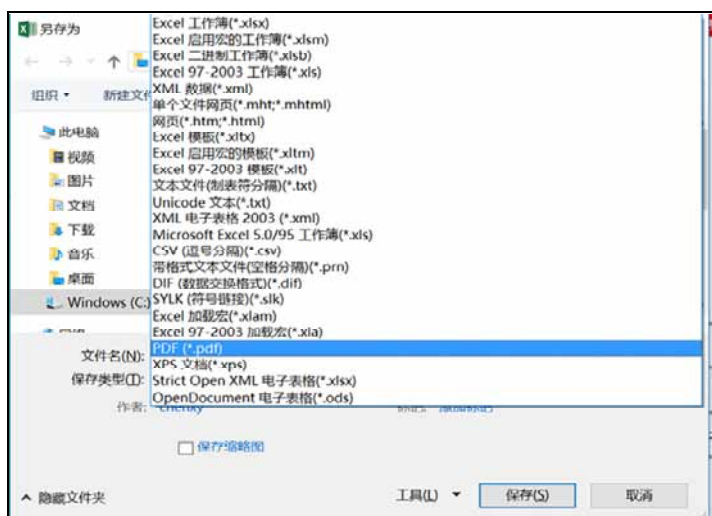 另存为
Excel 工作簿(*.xlsx)
Excel 启用宏的工作簿(*.xlsm)
Excel 二进制工作簿(*.xlsb)
Excel 97-2003 工作簿(*.xls)
XML 数据(*.xml)
单个文件网页(*.mht;*.mhtml)
网页(*.htm;*.html)
Excel 模板(*.xltx)
Excel 启用宏的模板(*.xltm)
Excel 97-2003 模板(*.xlt)
文本文件(制表符分隔)(*.txt)
Unicode 文本(*.txt)
XML 电子表格 2003 (*.xml)
Microsoft Excel 5.0/95 工作簿(*.xls)
CSV (逗号分隔)(*.csv)
带格式文本文件(空格分隔)(*.prn)
DIF (数据交换格式)(*.dif)
SYLK (符号链接)(*.slk)
Excel 加载宏(*.xlam)
Excel 97-2003 加载宏(*.xla)
PDF (*.pdf)
XPS 文档(*.xps)
Strict Open XML 电子表格(*.xlsx)
OpenDocument 电子表格(*.ods)
组织
新建文件
此电脑
视频
图片
文档
下载
音乐
桌面
Windows (C:)
文件名(N):
保存类型(T):
作者:
保存缩略图
隐藏文件夹
工具(L)
保存(S)
取消